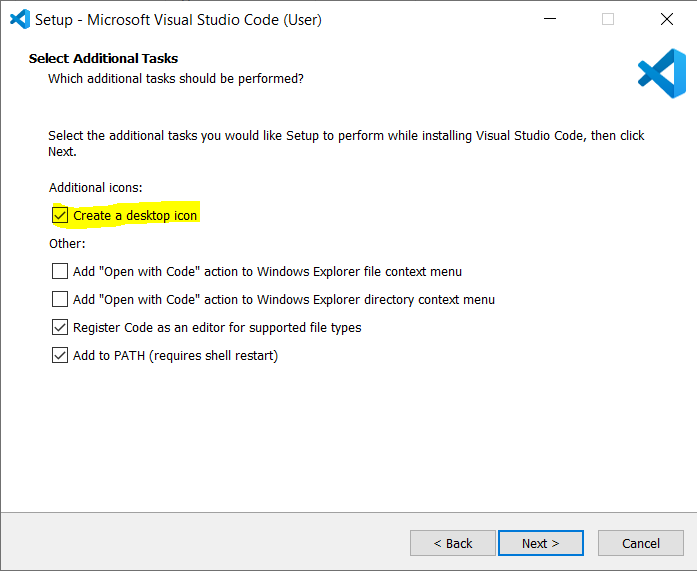 Setup - Microsoft Visual Studio Code (User)
Select Additional Tasks
Which additional tasks should be performed?
Select the additional tasks you would like Setup to perform while installing Visual Studio Code, then click
Next.
Additional icons:
Create a desktop icon
Other:
Add "Open with Code" action to Windows Explorer file context menu
Add "Open with Code" action to Windows Explorer directory context menu
Register Code as an editor for supported file types
Add to PATH (requires shell restart)
< Back Next > Cancel